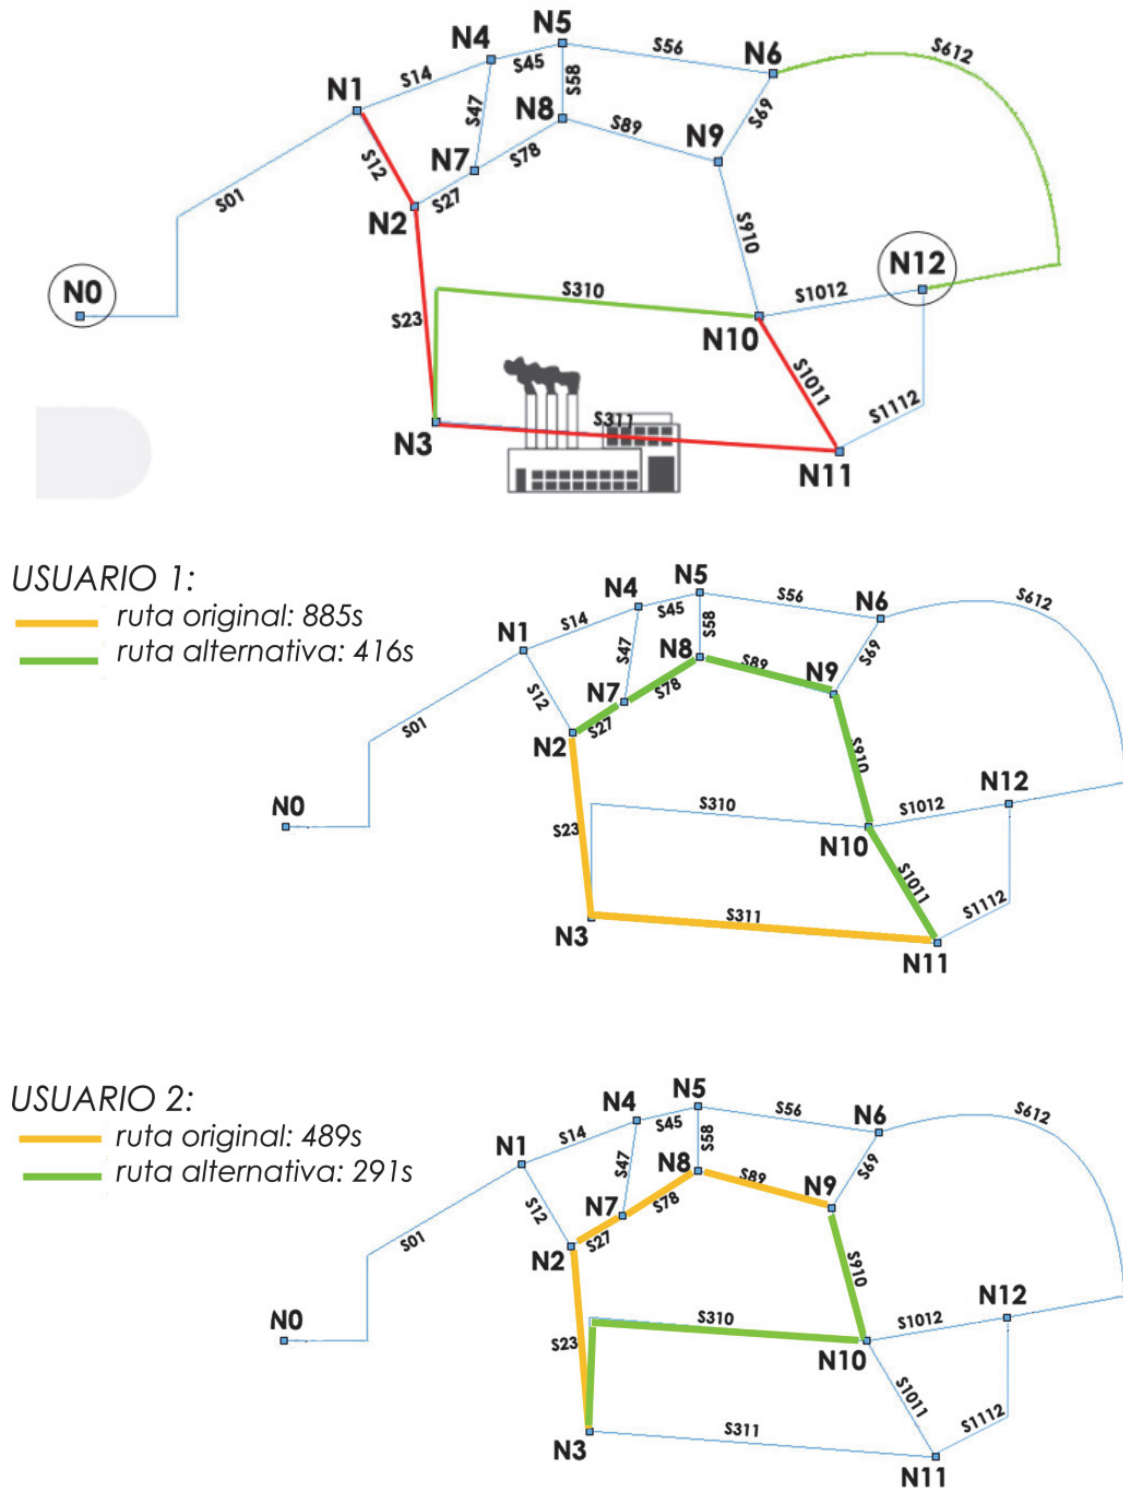 N5
N4
S45
S56
N6
S612
S14
S58
N1
S47
N8
S69
S89
N9
S12
N7
S78
S01
N2
S27
S910
N12
N0
S310
S1012
S23
N10
S1011
S311
S1112
N3
N11
USUARIO 1:
ruta original: 885s
ruta alternativa: 416s
N5
N4
S45
S56
N6
S612
S14
S58
N1
S47
N8
S89
S69
N9
S12
N7
S78
S01
N2
S27
S910
N12
N0
S310
S1012
S23
N10
S1011
S311
S1112
N3
N11
USUARIO 2:
ruta original: 489s
ruta alternativa: 291s
N5
N4
S45
S56
N6
S612
S14
S58
N1
S47
N8
S89
S69
N9
S12
N7
S78
S01
N2
S27
S910
N12
N0
S310
S1012
S23
N10
S1011
S311
S1112
N3
N11